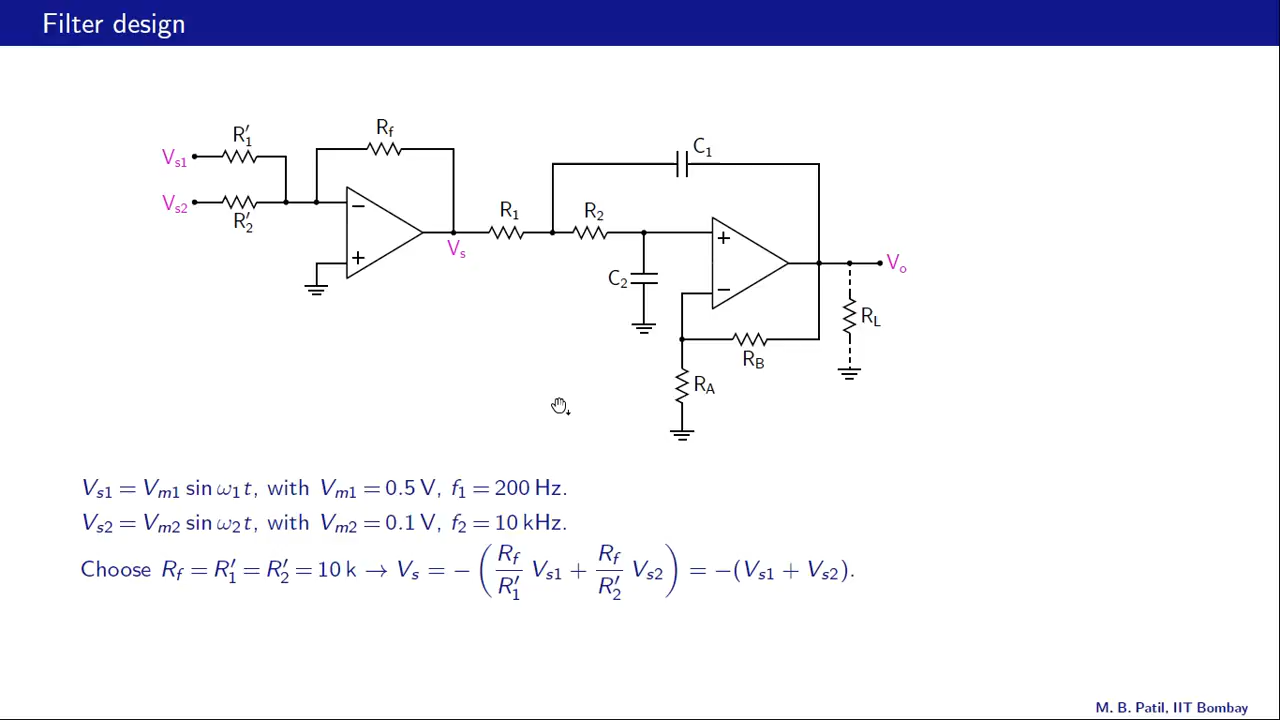 Filter design
R′1
Rf
C1
Vs1
Vs2
R′2
R1
R2
Vs
C2
Vo
RL
RB
RA
− + + −
Vs1 = Vm1 sin ω1t, with Vm1 = 0.5 V, f1 = 200 Hz.
Vs2 = Vm2 sin ω2t, with Vm2 = 0.1 V, f2 = 10 kHz.
Choose Rf = R′1 = R′2 = 10 k → Vs = −(Rf/R′1 Vs1 + Rf/R′2 Vs2) = −(Vs1 + Vs2).
M. B. Patil, IIT Bombay